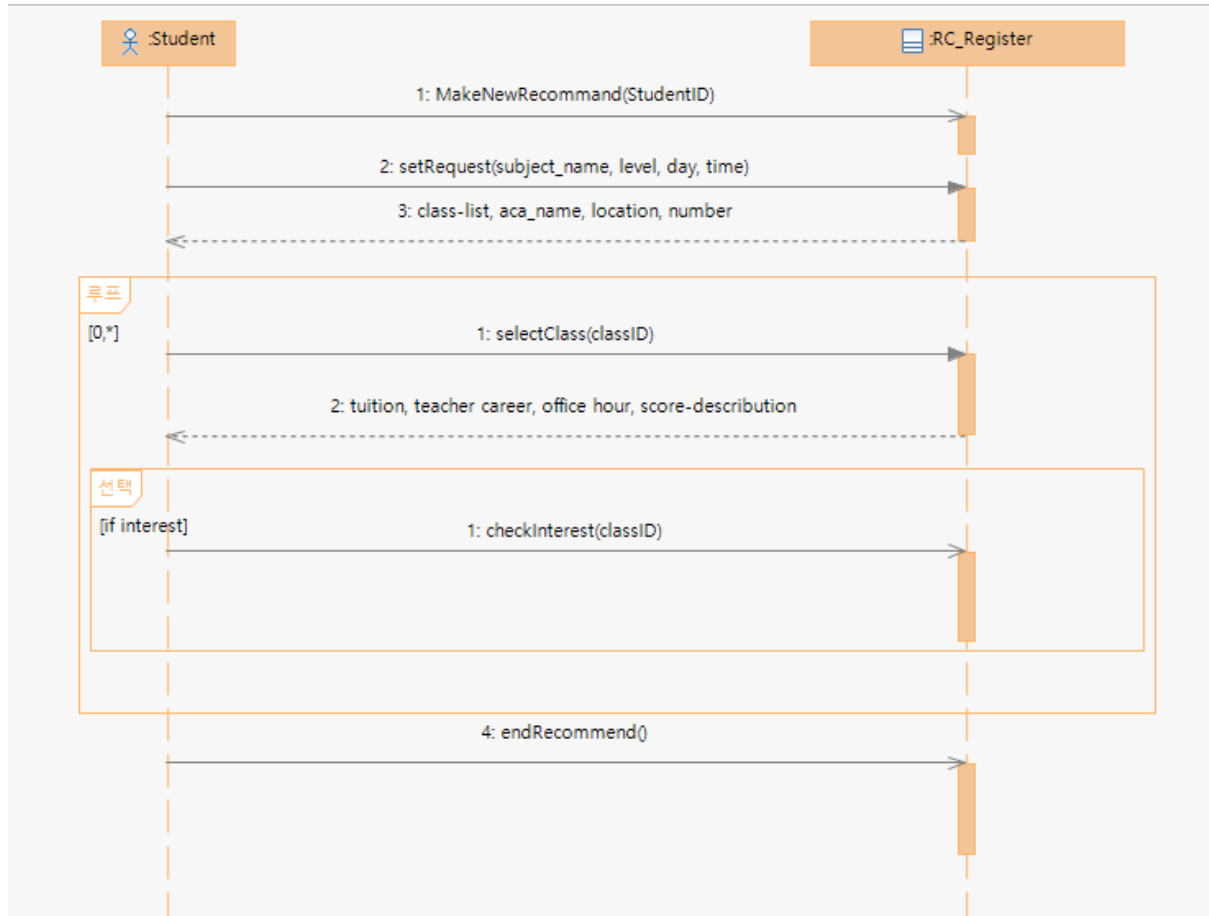 :Student
:RC_Register
1: MakeNewRecommand(StudentID)
2: setRequest(subject_name, level, day, time)
3: class-list, aca_name, location, number
루프
[0,*]
1: selectClass(classID)
2: tuition, teacher career, office hour, score-describution
선택
[if interest]
1: checkInterest(classID)
4: endRecommend()